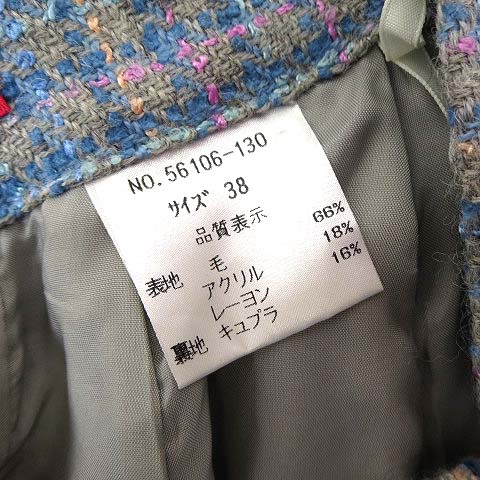 NO. 56106-130
サイズ 38
品質表示
表地 毛 66%
アクリル 18%
レーヨン 16%
裏地 キュプラ